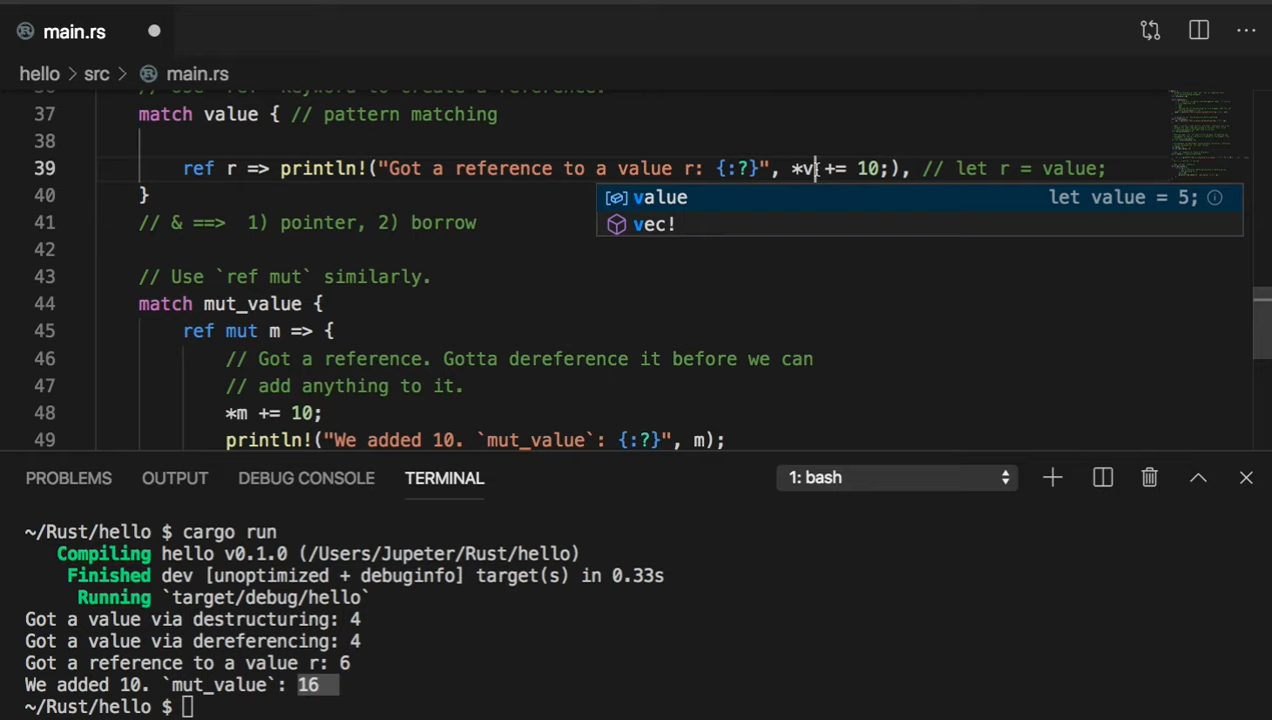 main.rs
hello > src > main.rs
37 match value { // pattern matching
38
39 ref r => println!("Got a reference to a value r: {:?}", *v += 10;), // let r = value;
40 }
value let value = 5;
vec!
41 // & ==> 1) pointer, 2) borrow
42
43 // Use `ref mut` similarly.
44 match mut_value {
45 ref mut m => {
46 // Got a reference. Gotta dereference it before we can
47 // add anything to it.
48 *m += 10;
49 println!("We added 10. `mut_value`: {:?}", m);
PROBLEMS OUTPUT DEBUG CONSOLE TERMINAL 1: bash
~/Rust/hello $ cargo run
Compiling hello v0.1.0 (/Users/Jupeter/Rust/hello)
Finished dev [unoptimized + debuginfo] target(s) in 0.33s
Running `target/debug/hello`
Got a value via destructuring: 4
Got a value via dereferencing: 4
Got a reference to a value r: 6
We added 10. `mut_value`: 16
~/Rust/hello $